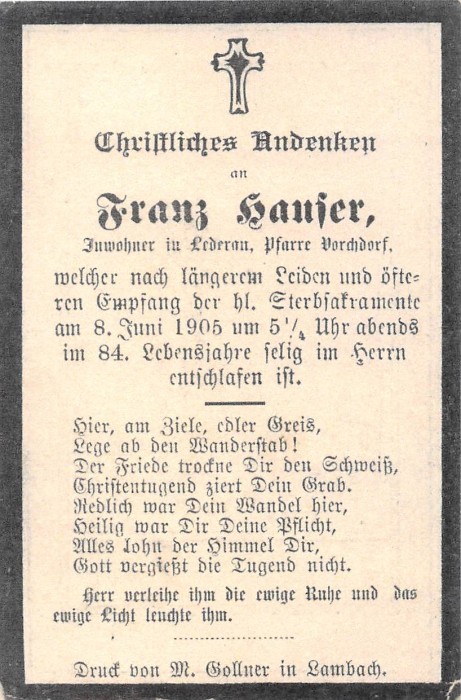 Christliches Andenken
an
Franz Hauser,
Inwohner in Lederau, Pfarre Vorchdorf,
welcher nach längerem Leiden und öfte-
ren Empfang der hl. Sterbsakramente
am 8. Juni 1905 um 5¼ Uhr abends
im 84. Lebensjahre selig im Herrn
entschlafen ist.
Hier, am Ziele, edler Greis,
Lege ab den Wanderstab!
Der Friede trockne Dir den Schweiß,
Christentugend ziert Dein Grab.
Redlich war Dein Wandel hier,
Heilig war Dir Deine Pflicht,
Alles lohn der Himmel Dir,
Gott vergießt die Tugend nicht.
Herr verleihe ihm die ewige Ruhe und das
ewige Licht leuchte ihm.
Druck von M. Gollner in Lambach.